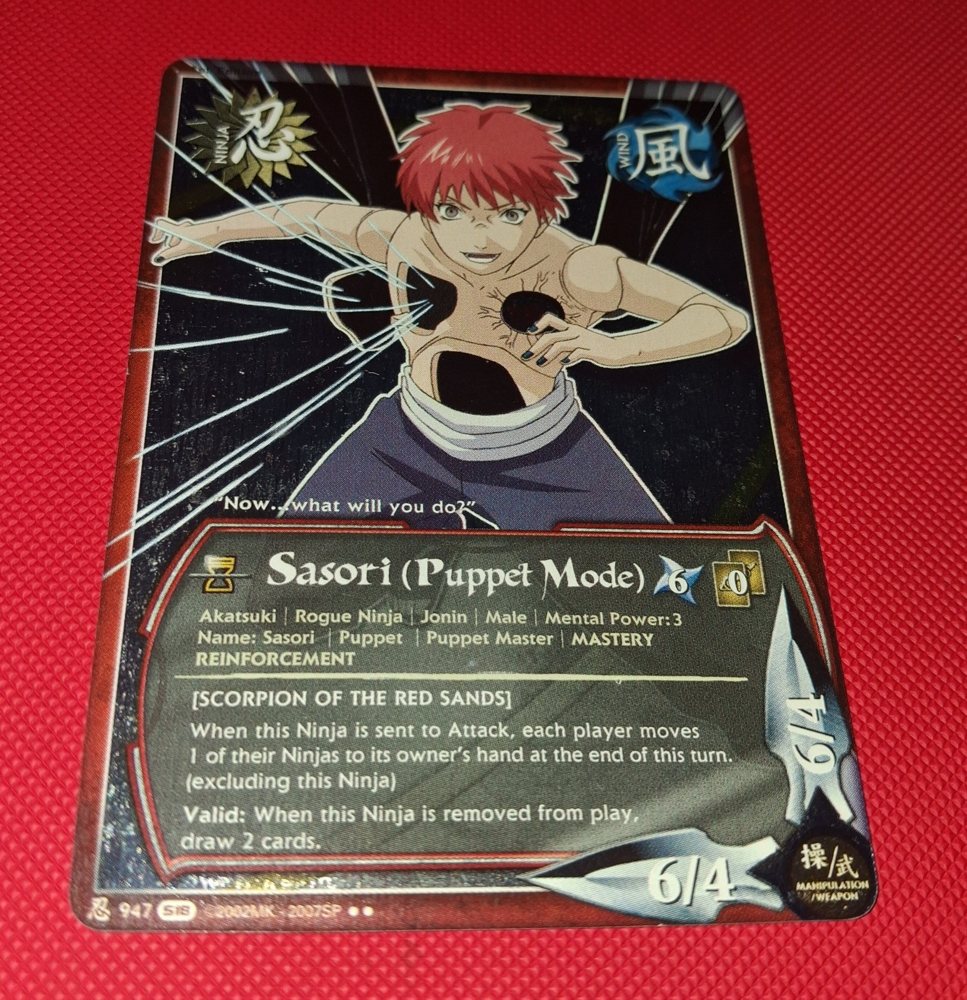 忍
NINJA
風
WIND
"Now...what will you do?"
Sasori (Puppet Mode) 6 0
Akatsuki | Rogue Ninja | Jonin | Male | Mental Power: 3
Name: Sasori | Puppet | Puppet Master | MASTERY
REINFORCEMENT
[SCORPION OF THE RED SANDS]
When this Ninja is sent to Attack, each player moves
1 of their Ninjas to its owner's hand at the end of this turn.
(excluding this Ninja)
Valid: When this Ninja is removed from play,
draw 2 cards.
6/4
6/4
操/武
MANIPULATION
/WEAPON
947 S18 ©2002MK - 2007SP